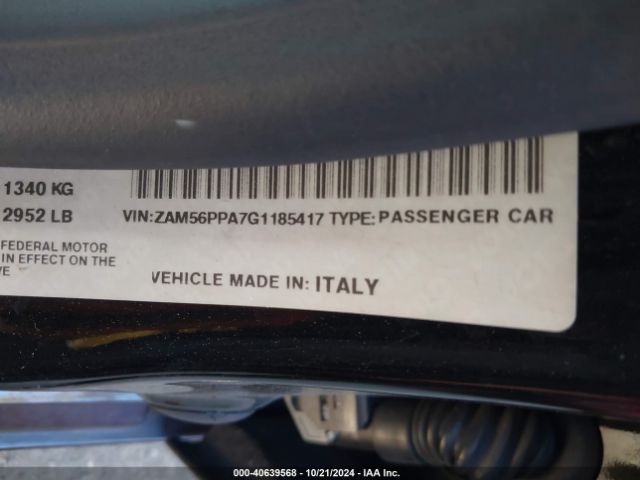 1340 KG
2952 LB
VIN:ZAM56PPA7G1185417 TYPE:PASSENGER CAR
FEDERAL MOTOR
IN EFFECT ON THE
VE
VEHICLE MADE IN: ITALY
000-40639568 - 10/21/2024 - IAA Inc.